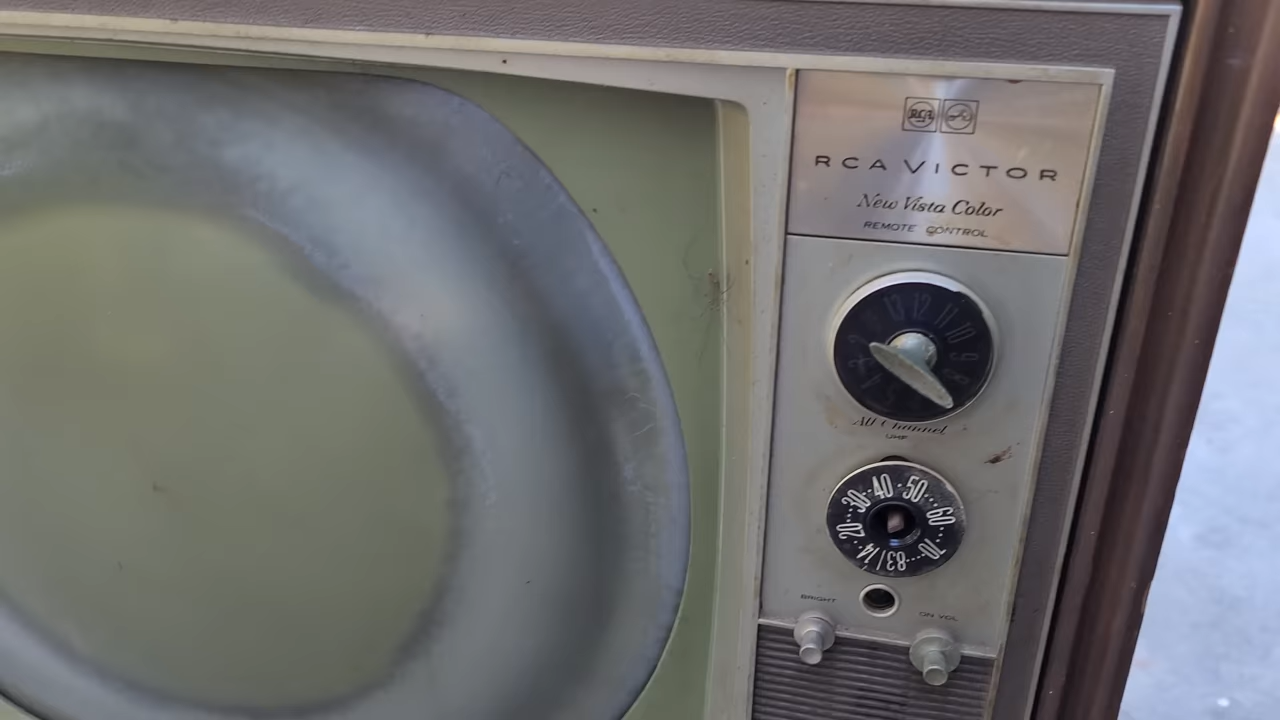 RCA
RCA VICTOR
New Vista Color
REMOTE CONTROL
13 12 11 10 9
All Channel
UHF
14 20 30 40 50 60 70 83
BRIGHT
ON VOL